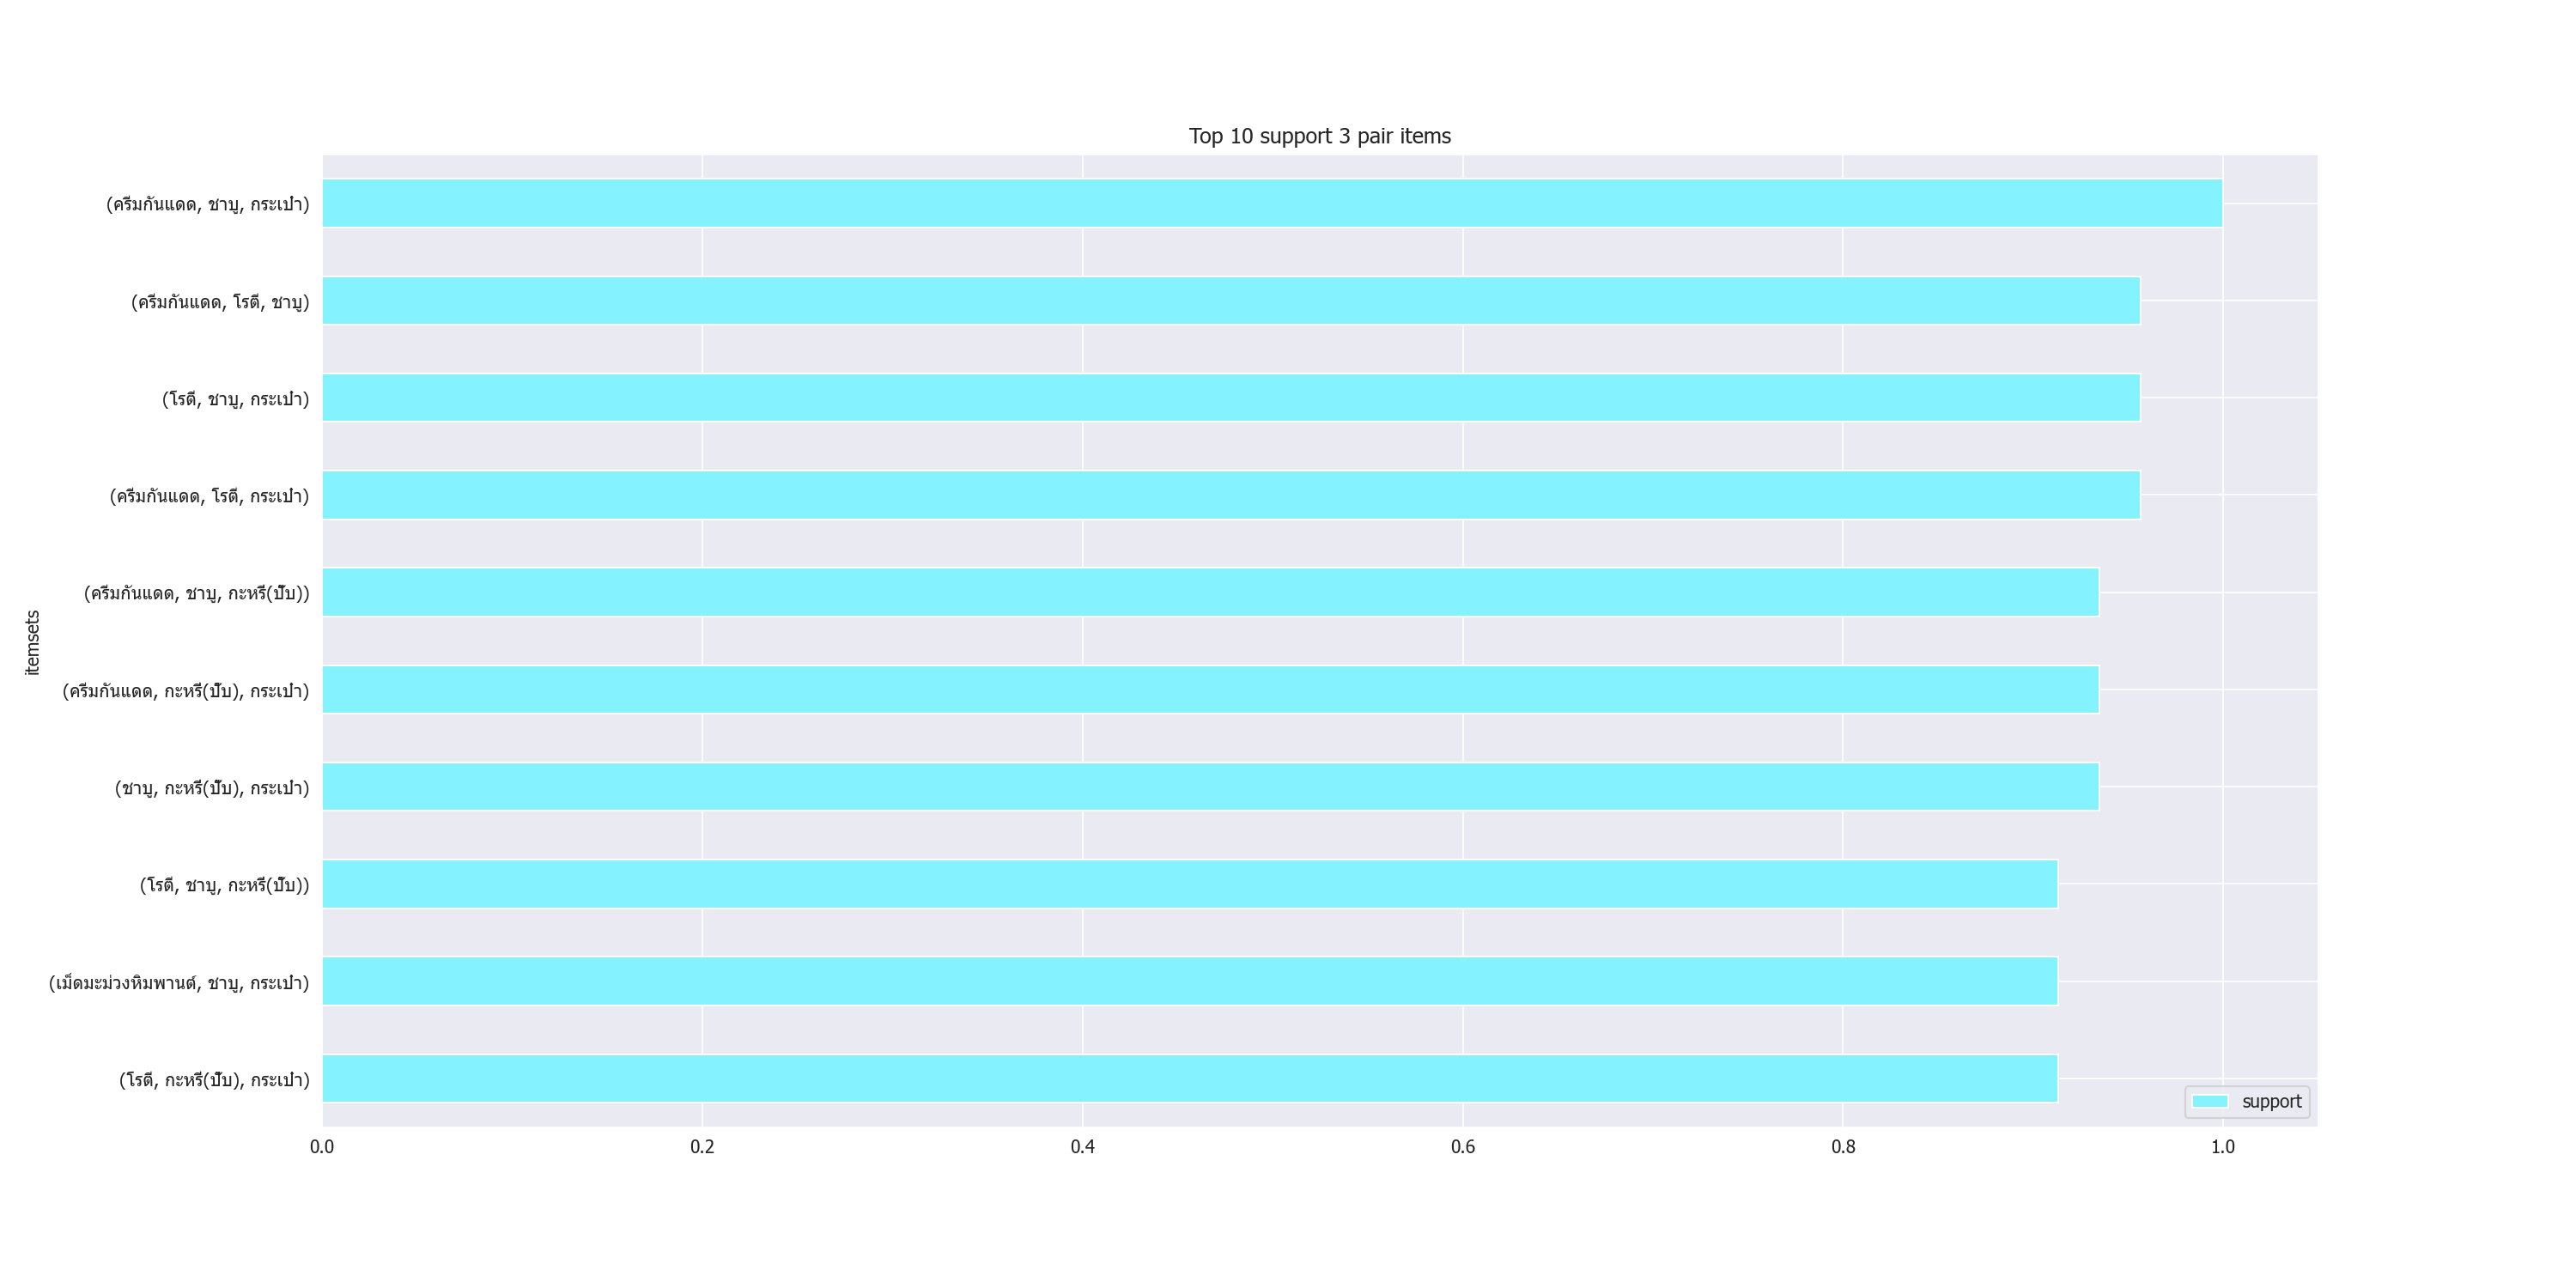 Top 10 support 3 pair items
(ครีมกันแดด, ชาบู, กระเป๋า)
(ครีมกันแดด, โรตี, ชาบู)
(โรตี, ชาบู, กระเป๋า)
(ครีมกันแดด, โรตี, กระเป๋า)
(ครีมกันแดด, ชาบู, กะหรี่(ปั๊บ))
(ครีมกันแดด, กะหรี่(ปั๊บ), กระเป๋า)
(ชาบู, กะหรี่(ปั๊บ), กระเป๋า)
(โรตี, ชาบู, กะหรี่(ปั๊บ))
(เม็ดมะม่วงหิมพานต์, ชาบู, กระเป๋า)
(โรตี, กะหรี่(ปั๊บ), กระเป๋า)
itemsets
support
0.0 0.2 0.4 0.6 0.8 1.0